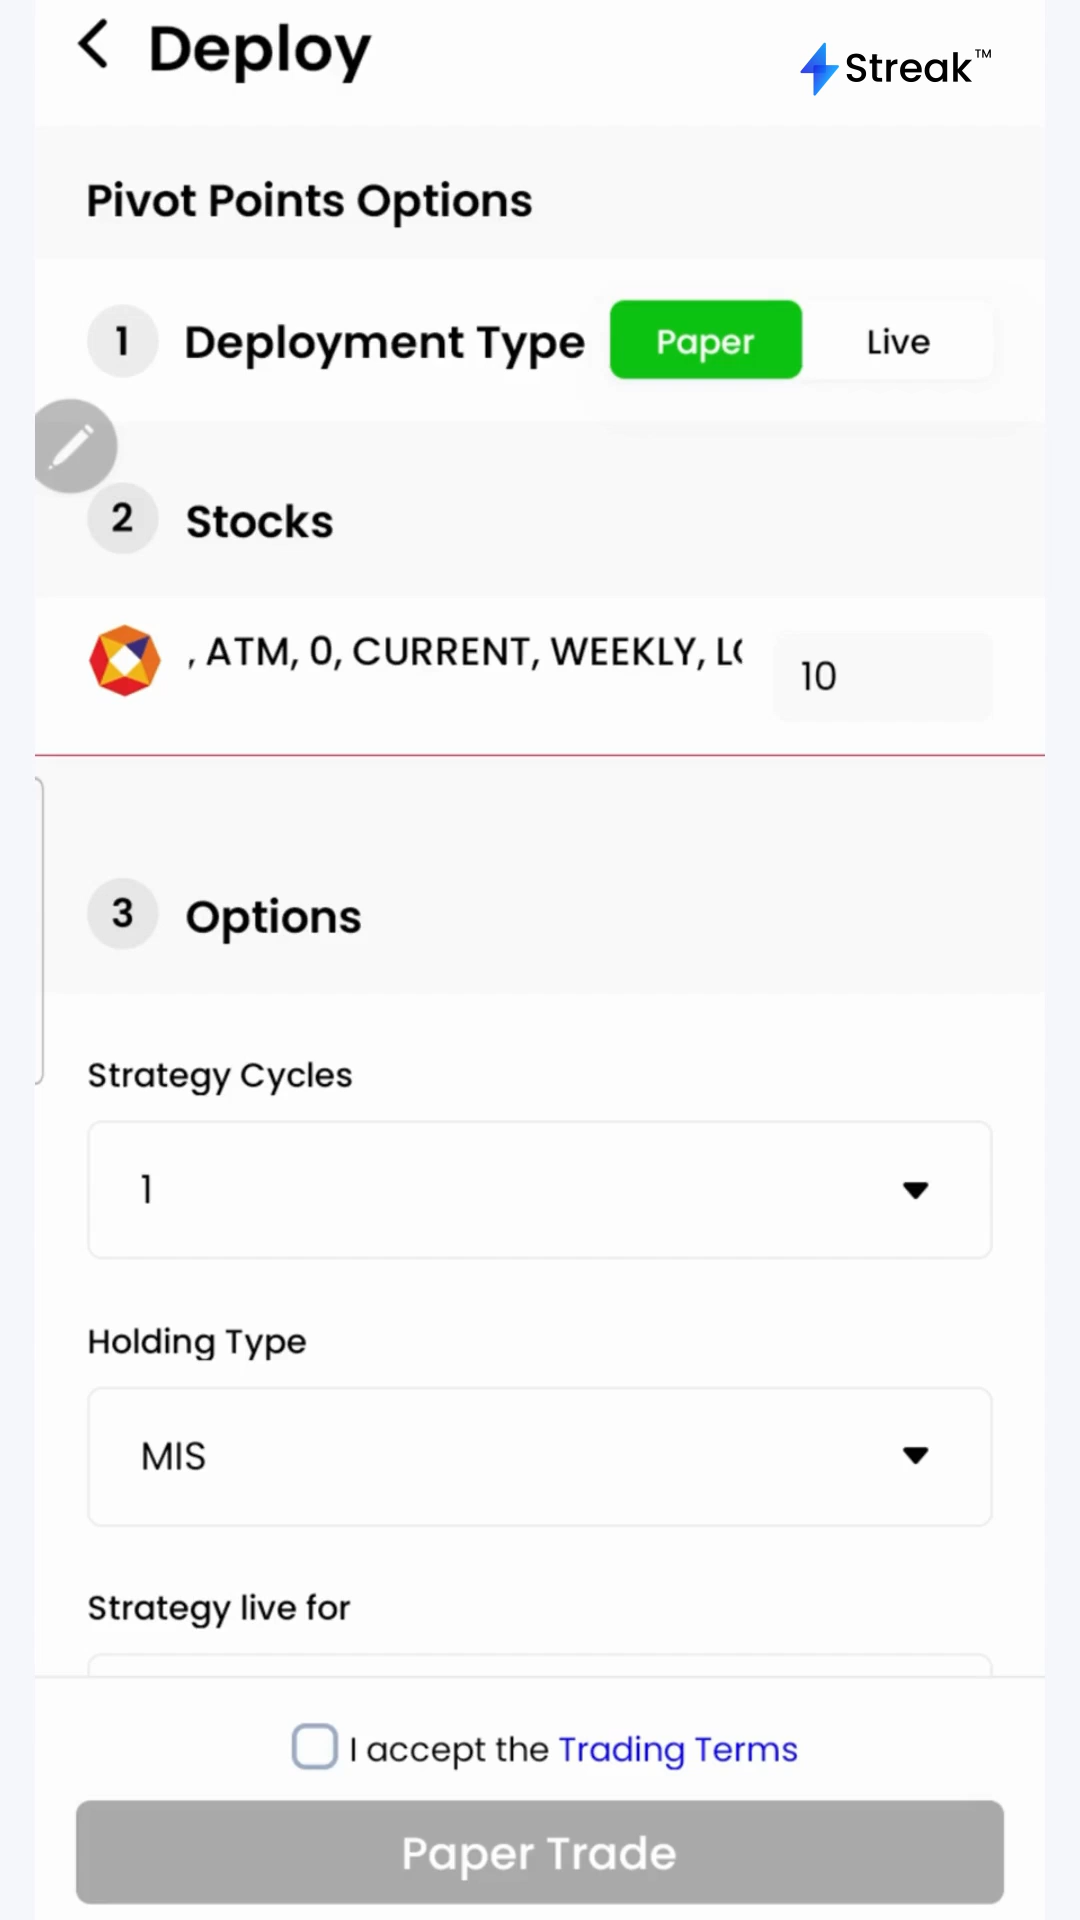 Deploy
Streak™
Pivot Points Options
1 Deployment Type Paper Live
2 Stocks
, ATM, 0, CURRENT, WEEKLY, 10
3 Options
Strategy Cycles
1
Holding Type
MIS
Strategy live for
I accept the Trading Terms
Paper Trade